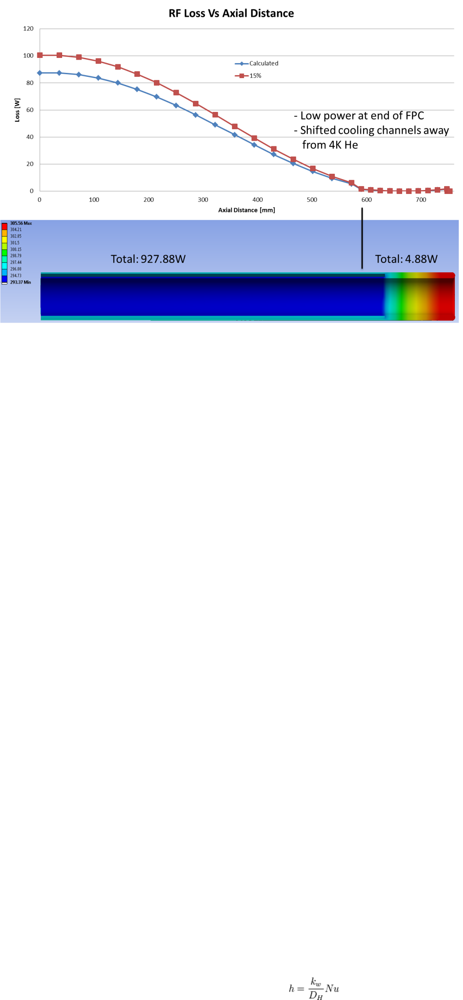 RF Loss Vs Axial Distance
120
100
80
60
40
20
0
Loss [W]
Calculated
15%
- Low power at end of FPC
- Shifted cooling channels away
from 4K He
0 100 200 300 400 500 600 700
Axial Distance [mm]
305.56 Max
304.21
302.85
301.5
300.15
298.79
297.44
296.08
294.73
293.37 Min
Total: 927.88W
Total: 4.88W
h = \frac{k_w}{D_H} Nu